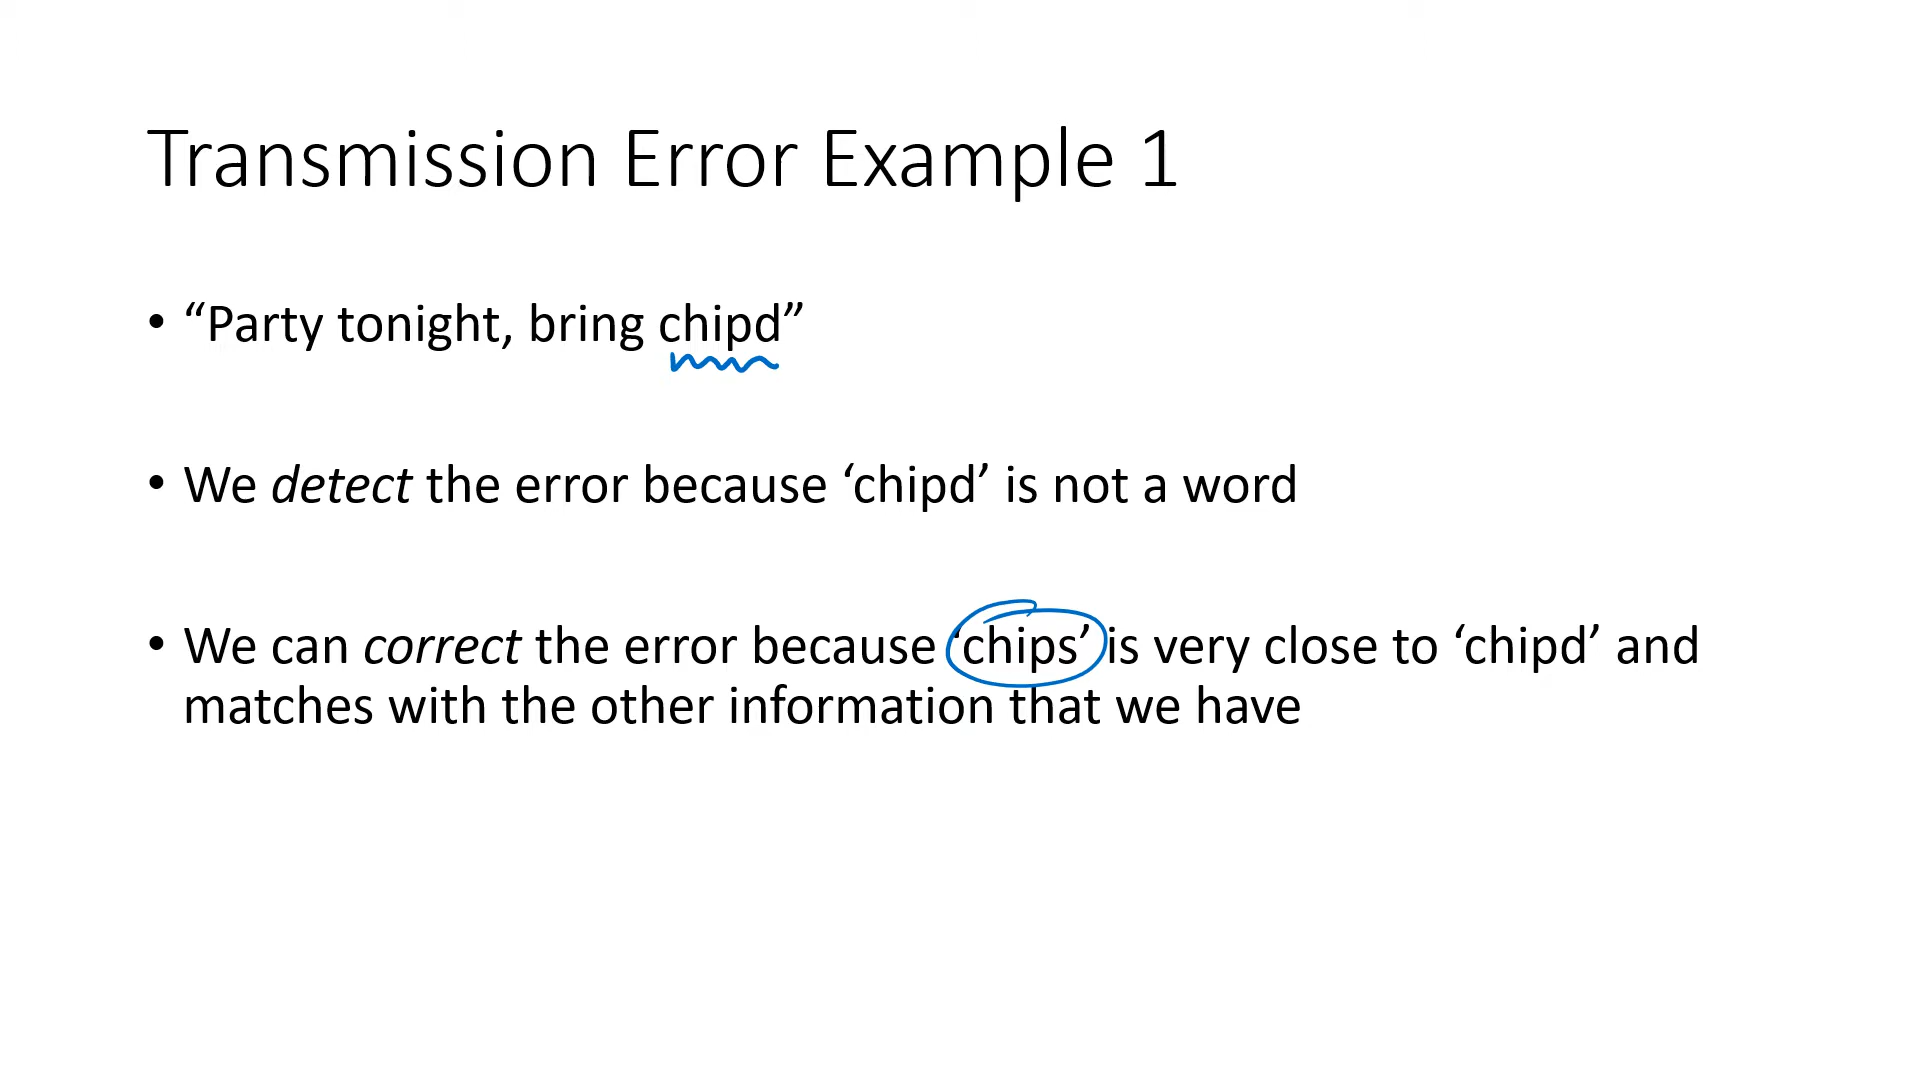 Transmission Error Example 1
• “Party tonight, bring chipd”
• We detect the error because ‘chipd’ is not a word
• We can correct the error because ‘chips’ is very close to ‘chipd’ and
matches with the other information that we have